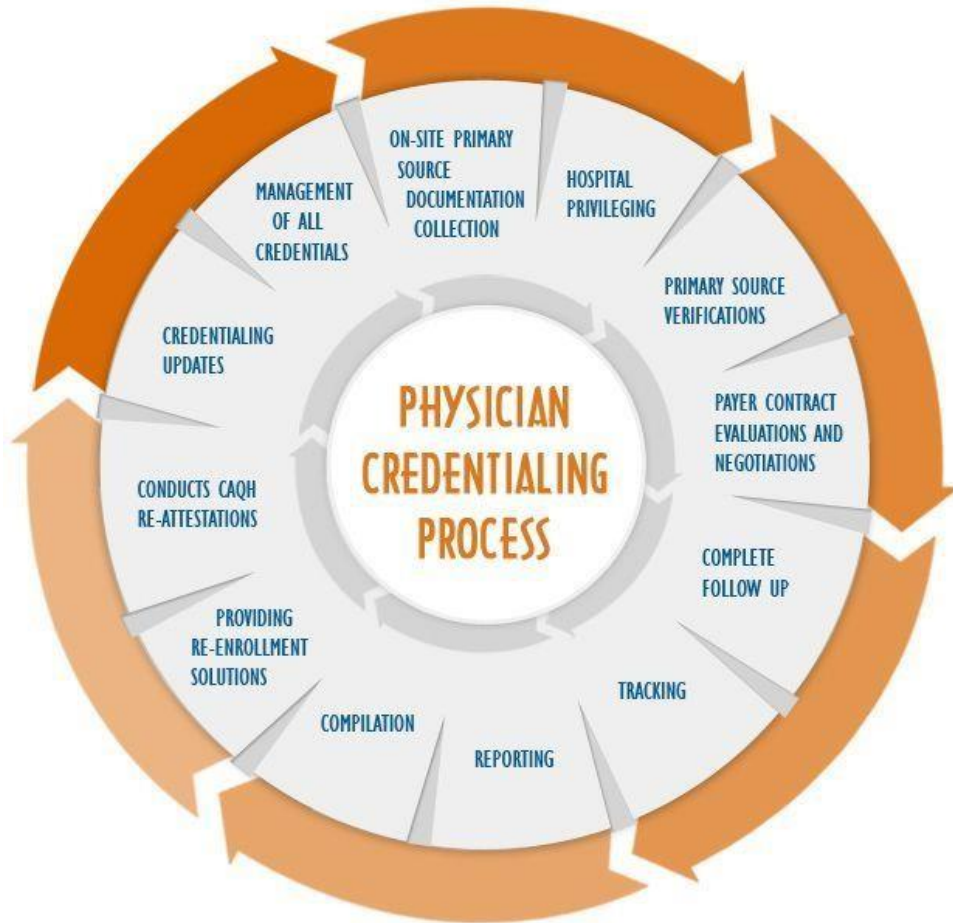 PHYSICIAN
CREDENTIALING
PROCESS
ON-SITE PRIMARY
SOURCE
DOCUMENTATION
COLLECTION
HOSPITAL
PRIVILEGING
PRIMARY SOURCE
VERIFICATIONS
PAYER CONTRACT
EVALUATIONS AND
NEGOTIATIONS
COMPLETE
FOLLOW UP
TRACKING
REPORTING
COMPILATION
PROVIDING
RE-ENROLLMENT
SOLUTIONS
CONDUCTS CAQH
RE-ATTESTATIONS
CREDENTIALING
UPDATES
MANAGEMENT
OF ALL
CREDENTIALS